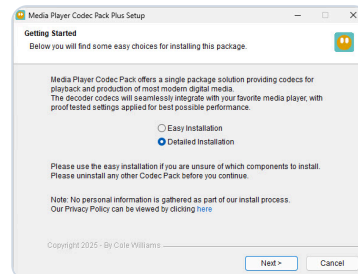 Media Player Codec Pack Plus Setup
Getting Started
Below you will find some easy choices for installing this package.
Media Player Codec Pack offers a single package solution providing codecs for
playback and production of most modern digital media.
The decoder codecs will seamlessly integrate with your favorite media player, with
proof tested settings applied for best possible performance.
Easy Installation
Detailed Installation
Please use the easy installation if you are unsure of which components to install.
Please uninstall any other Codec Pack before you continue.
Note: No personal information is gathered as part of our install process.
Our Privacy Policy can be viewed by clicking here
Copyright 2025 - By Cole Williams
Next > Cancel